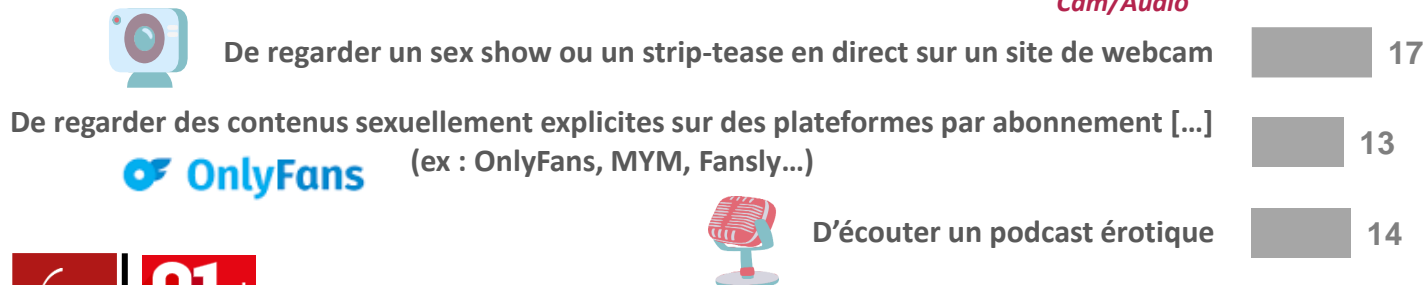 Cam/Audio
De regarder un sex show ou un strip-tease en direct sur un site de webcam
17
De regarder des contenus sexuellement explicites sur des plateformes par abonnement […]
(ex : OnlyFans, MYM, Fansly…)
13
OnlyFans
D'écouter un podcast érotique
14